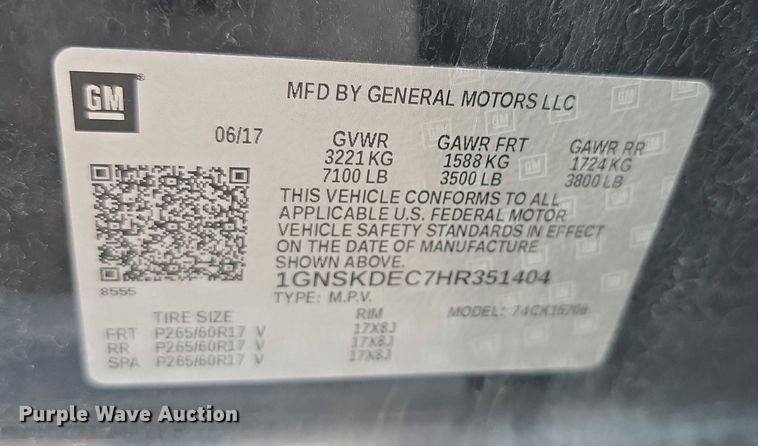 GM
MFD BY GENERAL MOTORS LLC
06/17 GVWR GAWR FRT GAWR RR
3221 KG 1588 KG 1724 KG
7100 LB 3500 LB 3800 LB
THIS VEHICLE CONFORMS TO ALL
APPLICABLE U.S. FEDERAL MOTOR
VEHICLE SAFETY STANDARDS IN EFFECT
ON THE DATE OF MANUFACTURE
SHOWN ABOVE.
8555
1GNSKDEC7HR351404
TYPE: M.P.V. MODEL: 74CK15706
TIRE SIZE RIM
FRT P265/60R17 V 17X8J
RR P265/60R17 V 17X8J
SPA P265/60R17 V 17X8J
Purple Wave Auction